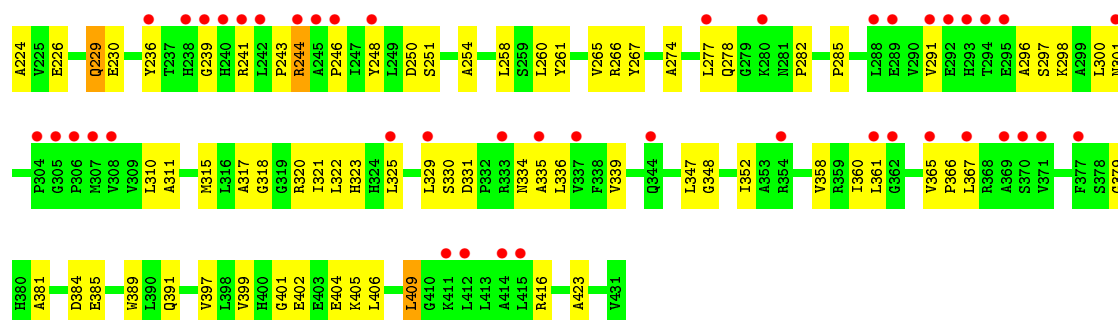 A224 V225 E226 Q229 E230 Y236 T237 H238 G239 H240 R241 L242 P243 R244 A245 P246 I247 Y248 L249 D250 S251 A254 L258 S259 L260 Y261 V265 R266 Y267 A274 L277 Q278 G279 K280 N281 P282 P285 L288 E289 V290 V291 E292 H293 T294 E295 A296 S297 K298 A299 L300 N301
P304 G305 P306 M307 V308 V309 L310 A311 M315 L316 A317 G318 G319 R320 I321 L322 H323 H324 L325 L329 S330 D331 P332 R333 N334 A335 L336 V337 F338 V339 Q344 L347 G348 I352 A353 R354 V358 R359 I360 L361 G362 V365 P366 L367 R368 A369 S370 V371 F377 S378 G379
H380 A381 D384 E385 W389 L390 Q391 V397 L398 V399 H400 G401 E402 E403 E404 K405 L406 L409 G410 K411 L412 L413 A414 L415 R416 A423 V431